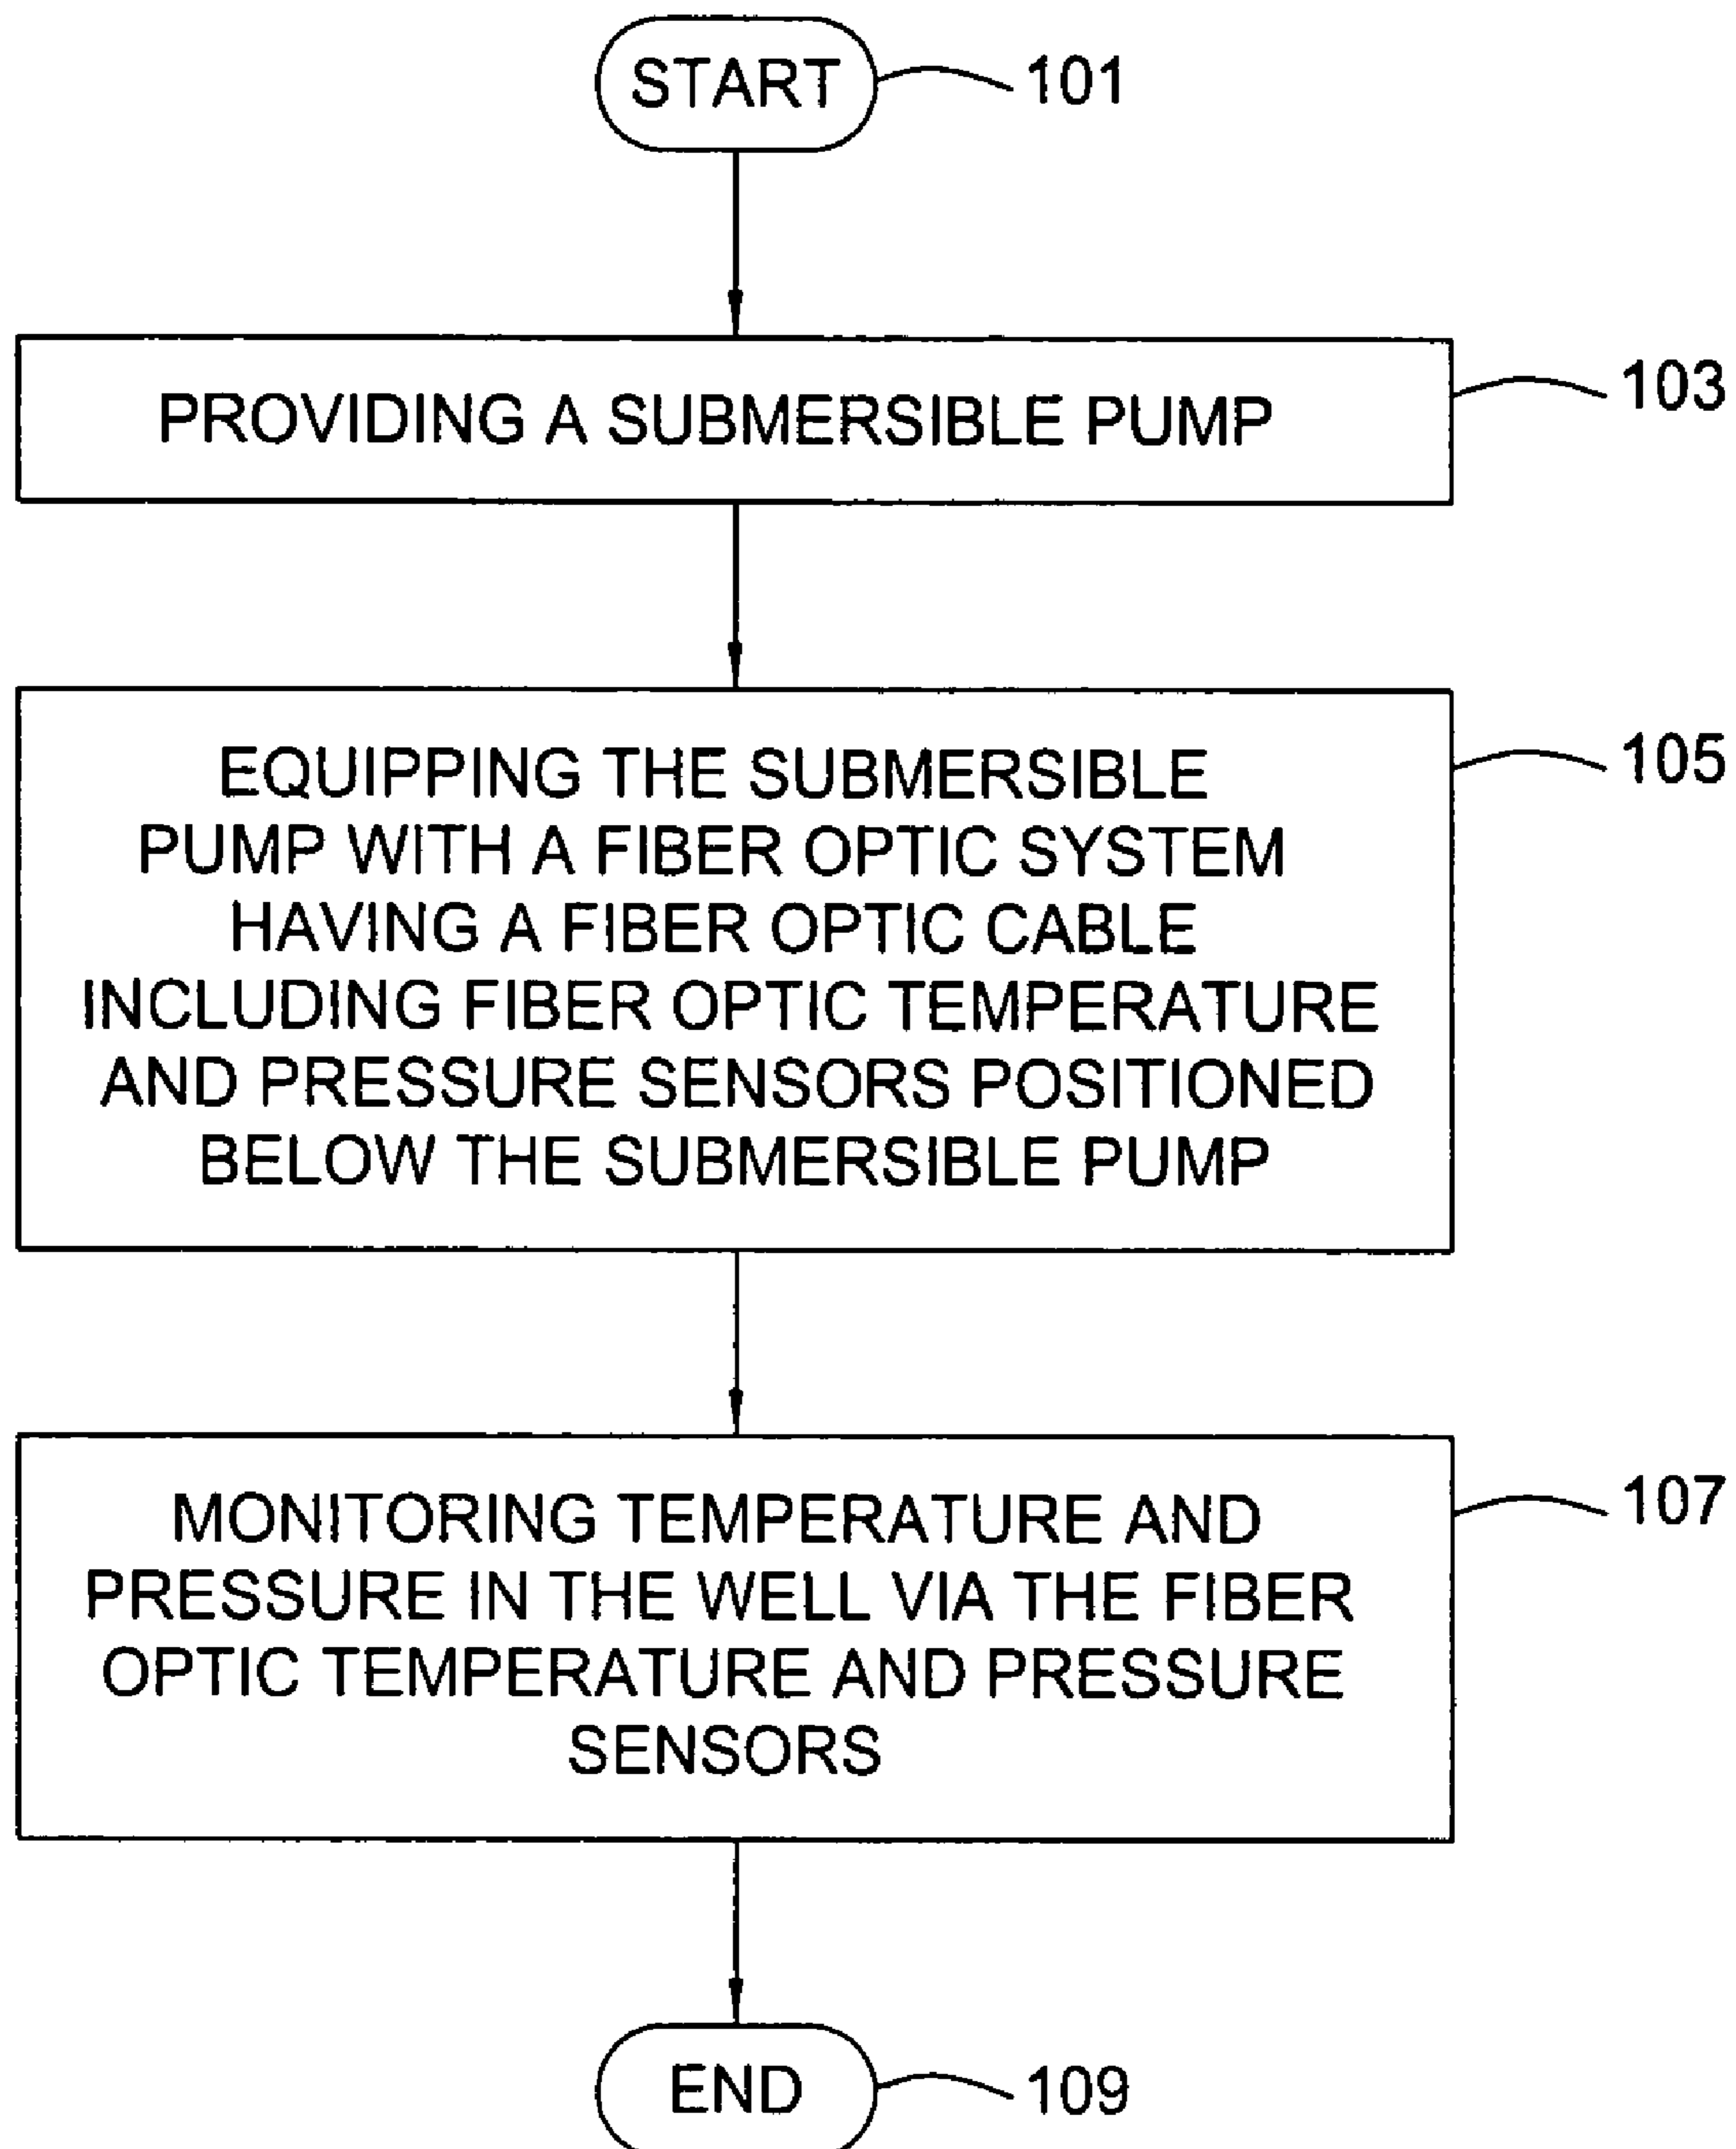 START
101
PROVIDING A SUBMERSIBLE PUMP
103
EQUIPPING THE SUBMERSIBLE
PUMP WITH A FIBER OPTIC SYSTEM
HAVING A FIBER OPTIC CABLE
INCLUDING FIBER OPTIC TEMPERATURE
AND PRESSURE SENSORS POSITIONED
BELOW THE SUBMERSIBLE PUMP
105
MONITORING TEMPERATURE AND
PRESSURE IN THE WELL VIA THE FIBER
OPTIC TEMPERATURE AND PRESSURE
SENSORS
107
END
109